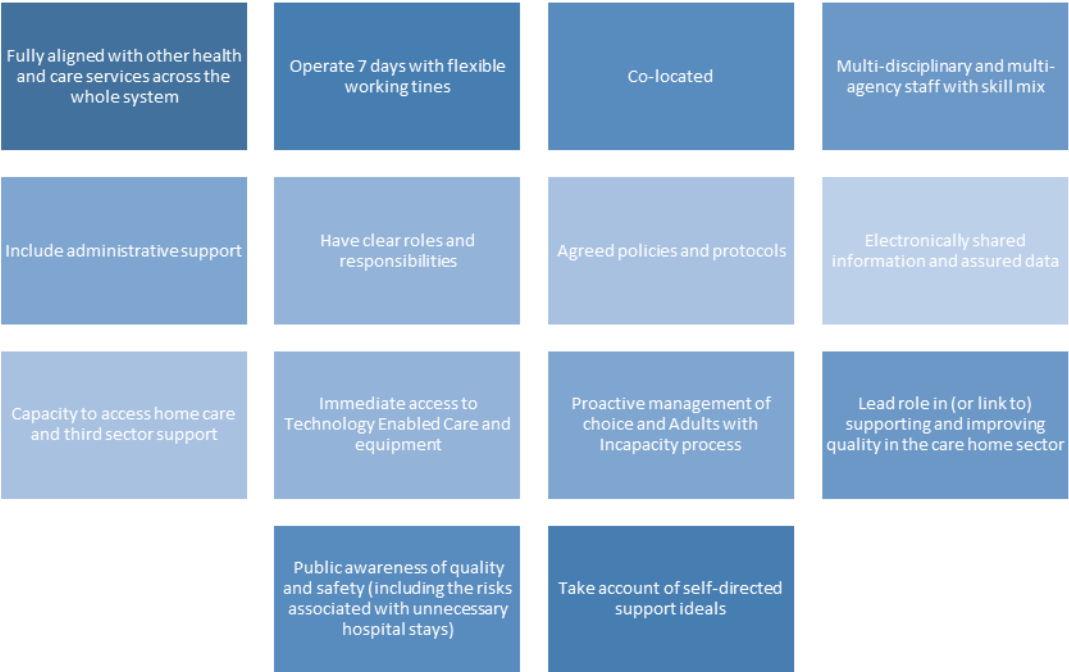 Fully aligned with other health
and care services across the
whole system
Operate 7 days with flexible
working tines
Co-located
Multi-disciplinary and multi-
agency staff with skill mix
Include administrative support
Have clear roles and
responsibilities
Agreed policies and protocols
Electronically shared
information and assured data
Capacity to access home care
and third sector support
Immediate access to
Technology Enabled Care and
equipment
Proactive management of
choice and Adults with
Incapacity process
Lead role in (or link to)
supporting and improving
quality in the care home sector
Public awareness of quality
and safety (including the risks
associated with unnecessary
hospital stays)
Take account of self-directed
support ideals